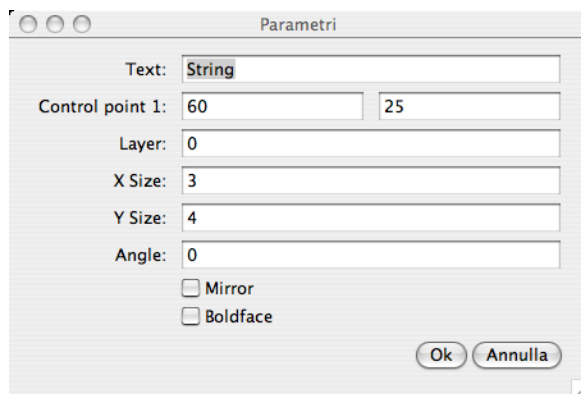 Parametri
Text: String
Control point 1: 60 25
Layer: 0
X Size: 3
Y Size: 4
Angle: 0
Mirror
Boldface
Ok Annulla